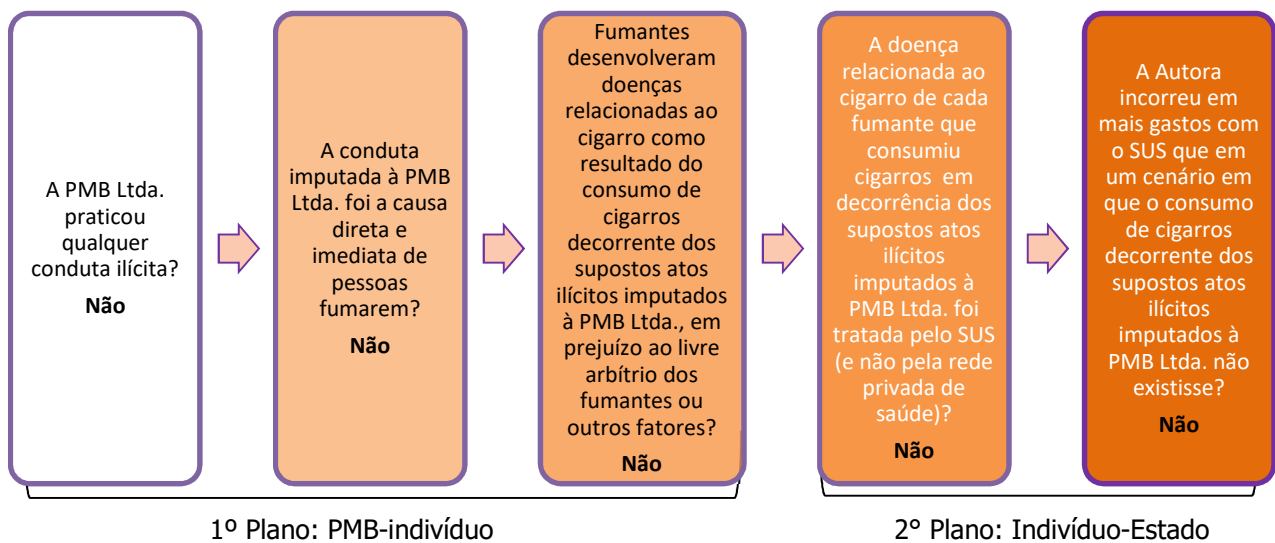 A PMB Ltda.
praticou
qualquer
conduta ilícita?
Não
A conduta
imputada à PMB
Ltda. foi a causa
direta e
imediata de
pessoas
fumarem?
Não
Fumantes
desenvolveram
doenças
relacionadas ao
cigarro como
resultado do
consumo de
cigarros
decorrente dos
supostos atos
ilícitos imputados
à PMB Ltda., em
prejuízo ao livre
arbítrio dos
fumantes ou
outros fatores?
Não
A doença
relacionada ao
cigarro de cada
fumante que
consumiu
cigarros em
decorrência dos
supostos atos
ilícitos
imputados à
PMB Ltda. foi
tratada pelo SUS
(e não pela rede
privada de
saúde)?
Não
A Autora
incorreu em
mais gastos com
o SUS que em
um cenário em
que o consumo
de cigarros
decorrente dos
supostos atos
ilícitos
imputados à
PMB Ltda. não
existisse?
Não
1º Plano: PMB-indivíduo
2° Plano: Indivíduo-Estado